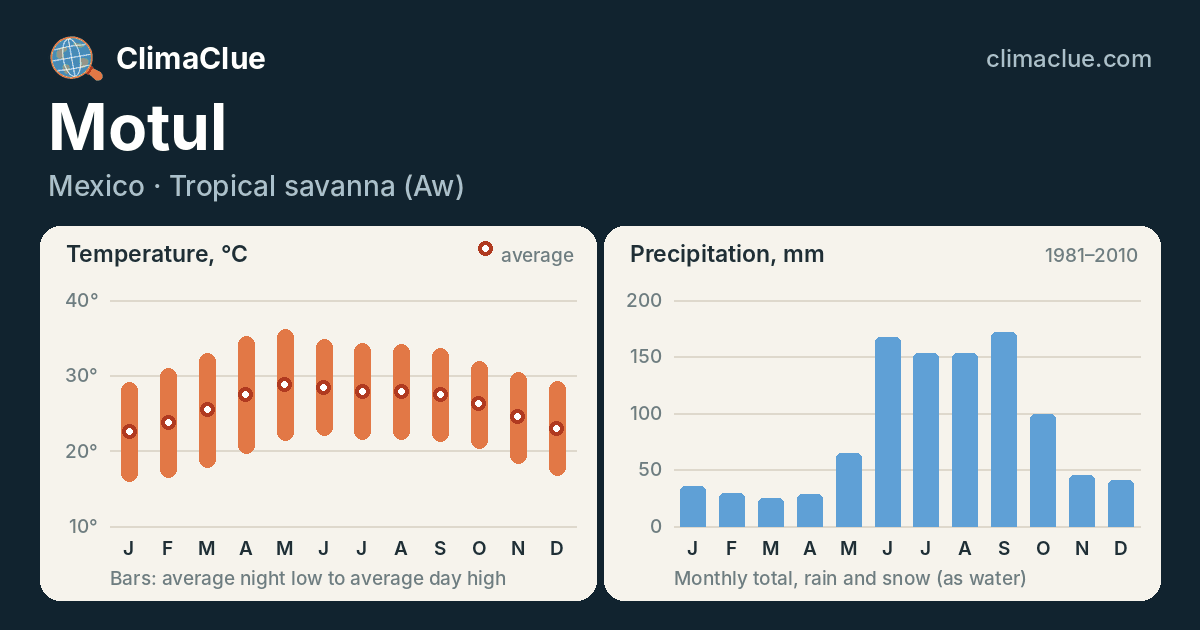 ClimaClue
climaclue.com
Motul
Mexico · Tropical savanna (Aw)
Temperature, °C
average
40°
30°
20°
10°
J F M A M J J A S O N D
Bars: average night low to average day high
Precipitation, mm
1981–2010
200
150
100
50
0
J F M A M J J A S O N D
Monthly total, rain and snow (as water)